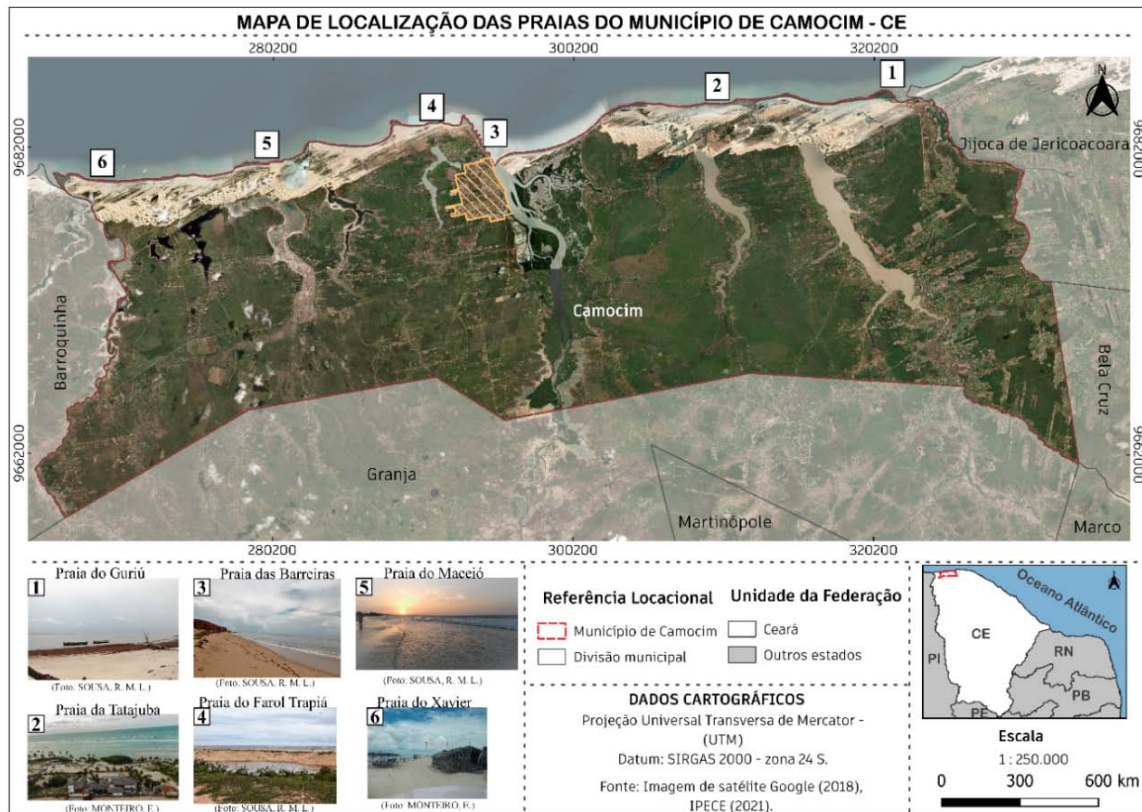 MAPA DE LOCALIZAÇÃO DAS PRAIAS DO MUNICÍPIO DE CAMOCIM - CE
280200 300200 320200
1
2
4
3
5
6
N
9682000
9682000
Jijoca de Jericoacoara
Camocim
Barroquinha
Bela Cruz
9662000
9662000
Granja
Martinópole
Marco
280200 300200 320200
Praia do Guriú
1
(Foto: SOUSA, R. M. L.)
Praia das Barreiras
3
(Foto: SOUSA, R. M. L.)
Praia do Maceió
5
(Foto: SOUSA, R. M. L.)
Praia da Tatajuba
2
(Foto: MONTEIRO, F.)
Praia do Farol Trapiá
4
(Foto: SOUSA, R. M. L.)
Praia do Xavier
6
(Foto: MONTEIRO, F.)
Referência Locacional
Município de Camocim
Divisão municipal
Unidade da Federação
Ceará
Outros estados
DADOS CARTOGRÁFICOS
Projeção Universal Transversa de Mercator -
(UTM)
Datum: SIRGAS 2000 - zona 24 S.
Fonte: Imagem de satélite Google (2018),
IPECE (2021).
Oceano Atlântico
CE
PI
RN
PB
PE
Escala
1 : 250.000
0 300 600 km